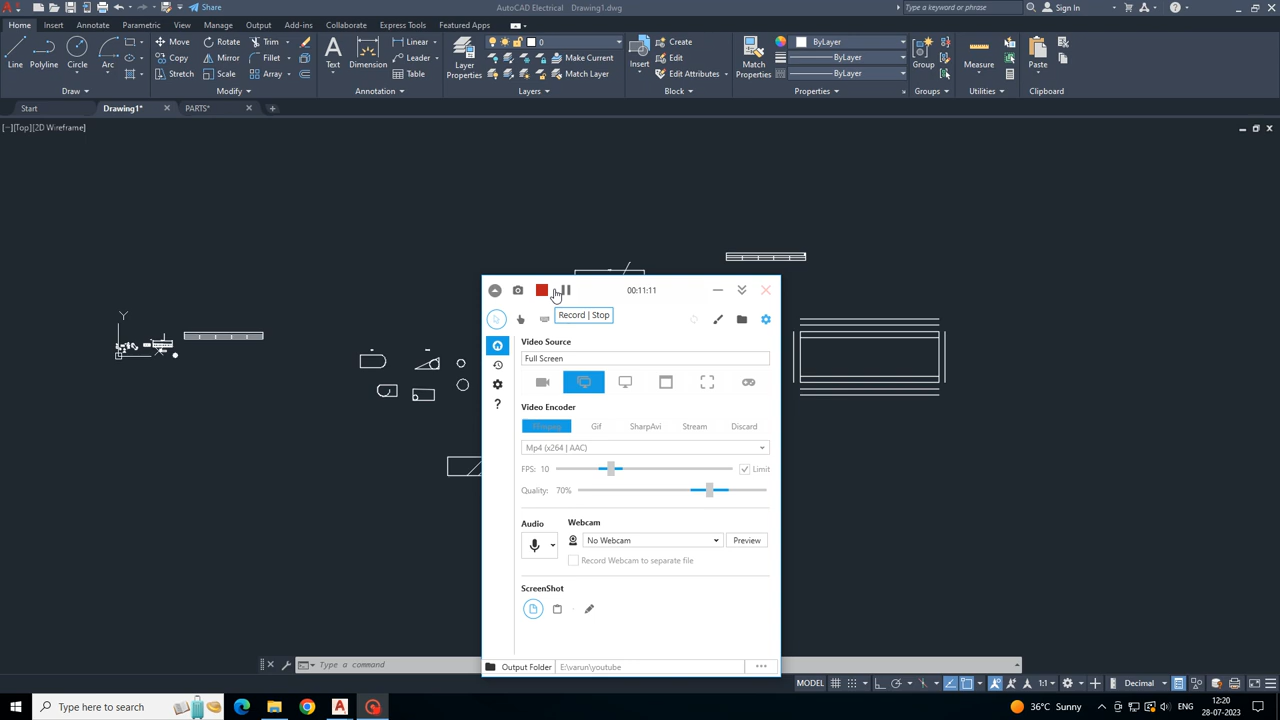 AutoCAD Electrical Drawing1.dwg
Share
Type a keyword or phrase
Sign In
Home Insert Annotate Parametric View Manage Output Add-ins Collaborate Express Tools Featured Apps
Line Polyline Circle Arc
Move Rotate Trim
Copy Mirror Fillet
Stretch Scale Array
Text Dimension
Linear
Leader
Table
Layer Properties
0
Make Current
Match Layer
Insert
Create
Edit
Edit Attributes
Match Properties
ByLayer
ByLayer
ByLayer
Group
Measure
Paste
Draw Modify Annotation Layers Block Properties Groups Utilities Clipboard
Start Drawing1* PARTS*
[−][Top][2D Wireframe]
Y
00:11:11
Record | Stop
Video Source
Full Screen
Video Encoder
FFmpeg Gif SharpAvi Stream Discard
Mp4 (x264 | AAC)
FPS: 10 Limit
Quality: 70%
Audio
Webcam
No Webcam Preview
Record Webcam to separate file
ScreenShot
Output Folder E:\varun\youtube
Type a command
MODEL 1:1 Decimal
Type here to search
36°C Sunny
ENG
12:20
28-07-2023